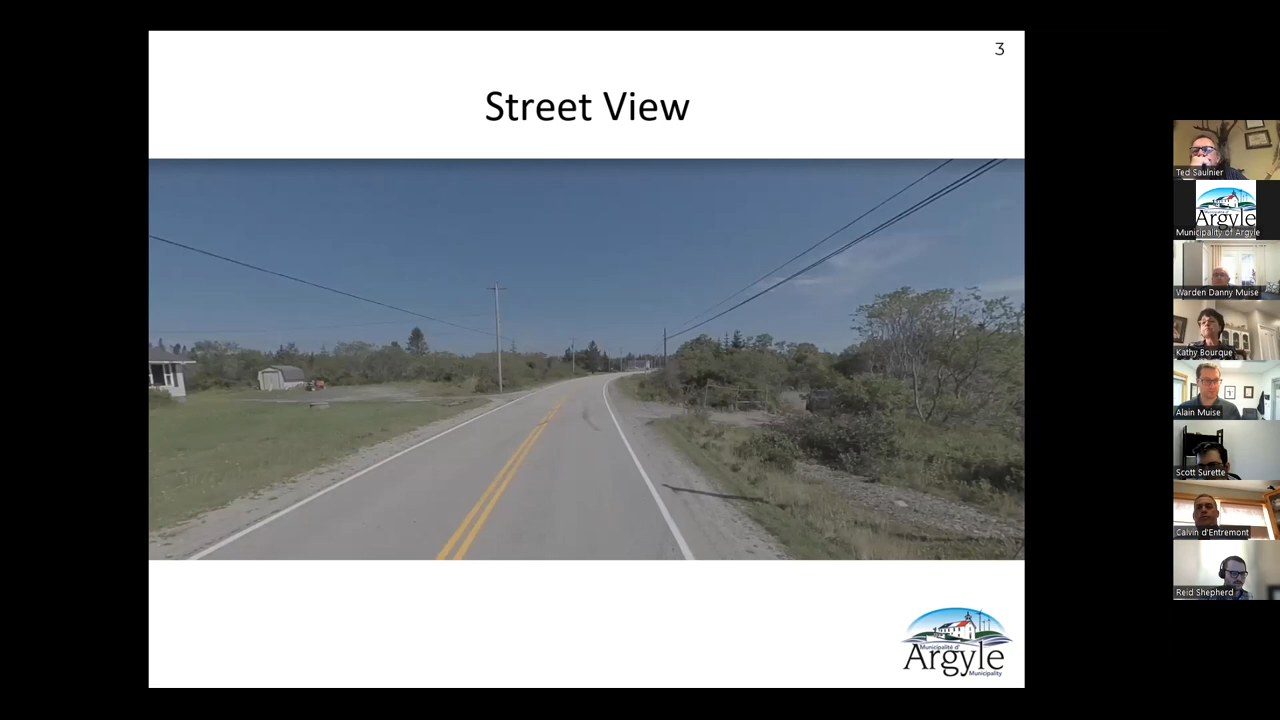 3
Street View
Municipalité d'
Argyle
Municipality
Ted Saulnier
Argyle
Municipality of Argyle
Warden Danny Muise
Kathy Bourque
Alain Muise
Scott Surette
Calvin d'Entremont
Reid Shepherd